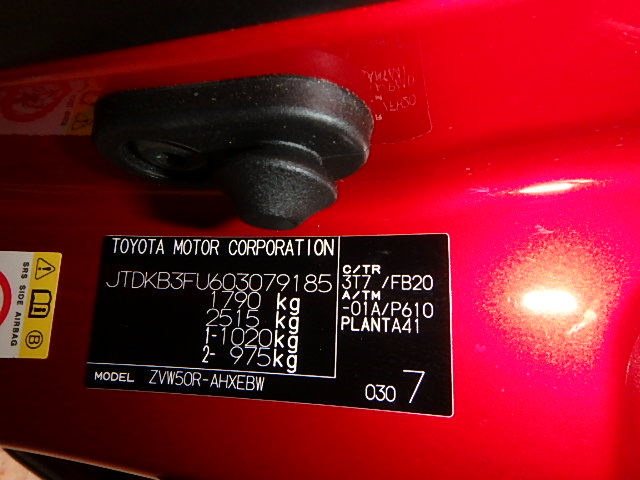 TOYOTA MOTOR CORPORATION
JTDKB3FU603079185
1790 kg
2515 kg
1-1020kg
2- 975kg
C/TR
3T7 /FB20
A/TM
-01A/P610
PLANTA41
MODEL ZVW50R-AHXEBW
030 7
SRS SIDE AIRBAG
B